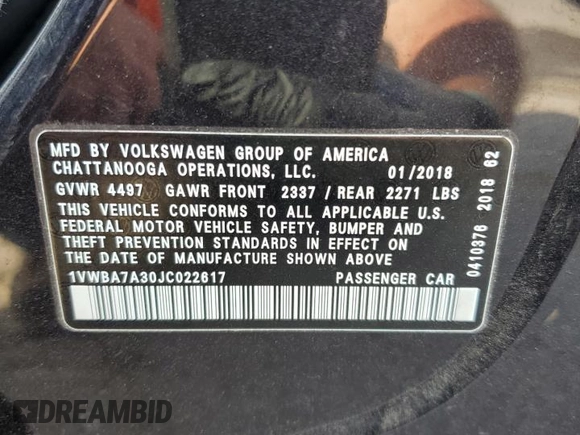 MFD BY VOLKSWAGEN GROUP OF AMERICA
CHATTANOOGA OPERATIONS, LLC. 01/2018
GVWR 4497 GAWR FRONT 2337 / REAR 2271 LBS
THIS VEHICLE CONFORMS TO ALL APPLICABLE U.S.
FEDERAL MOTOR VEHICLE SAFETY, BUMPER AND
THEFT PREVENTION STANDARDS IN EFFECT ON
THE DATE OF MANUFACTURE SHOWN ABOVE
1VWBA7A30JC022617 PASSENGER CAR
0410376 2018 62
DREAMBID